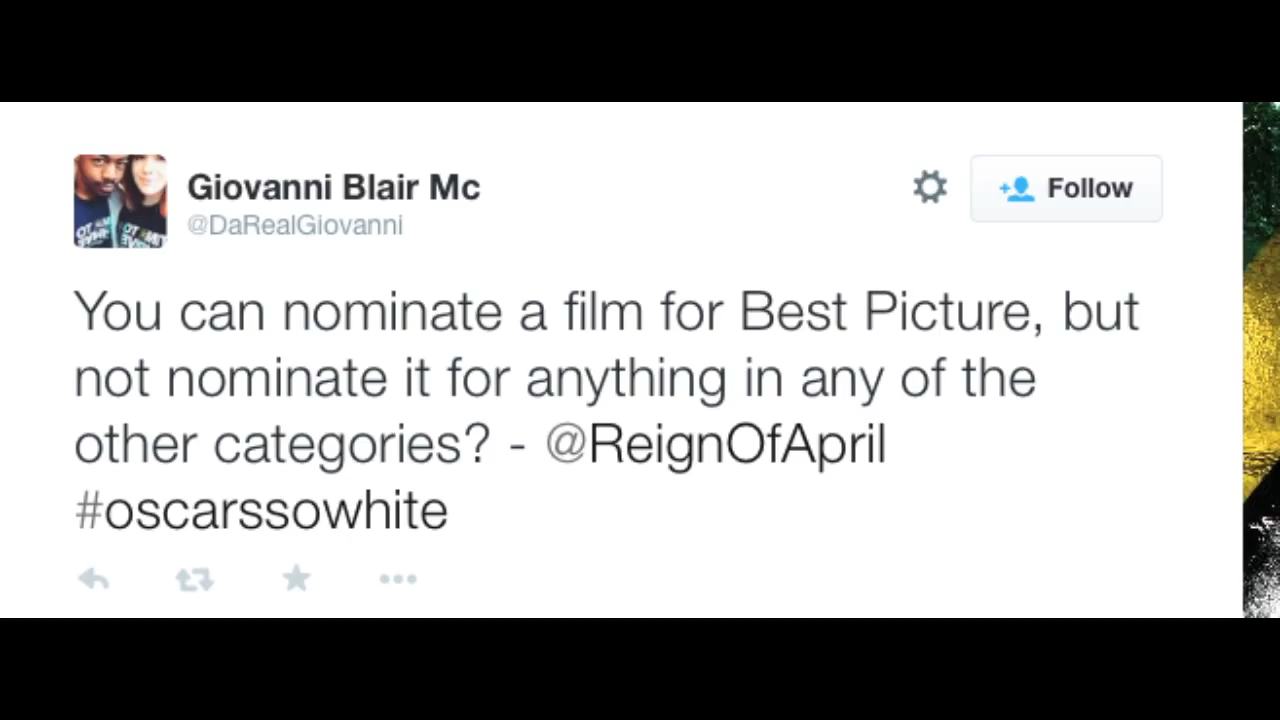 Giovanni Blair Mc
@DaRealGiovanni
Follow
You can nominate a film for Best Picture, but
not nominate it for anything in any of the
other categories? - @ReignOfApril
#oscarssowhite